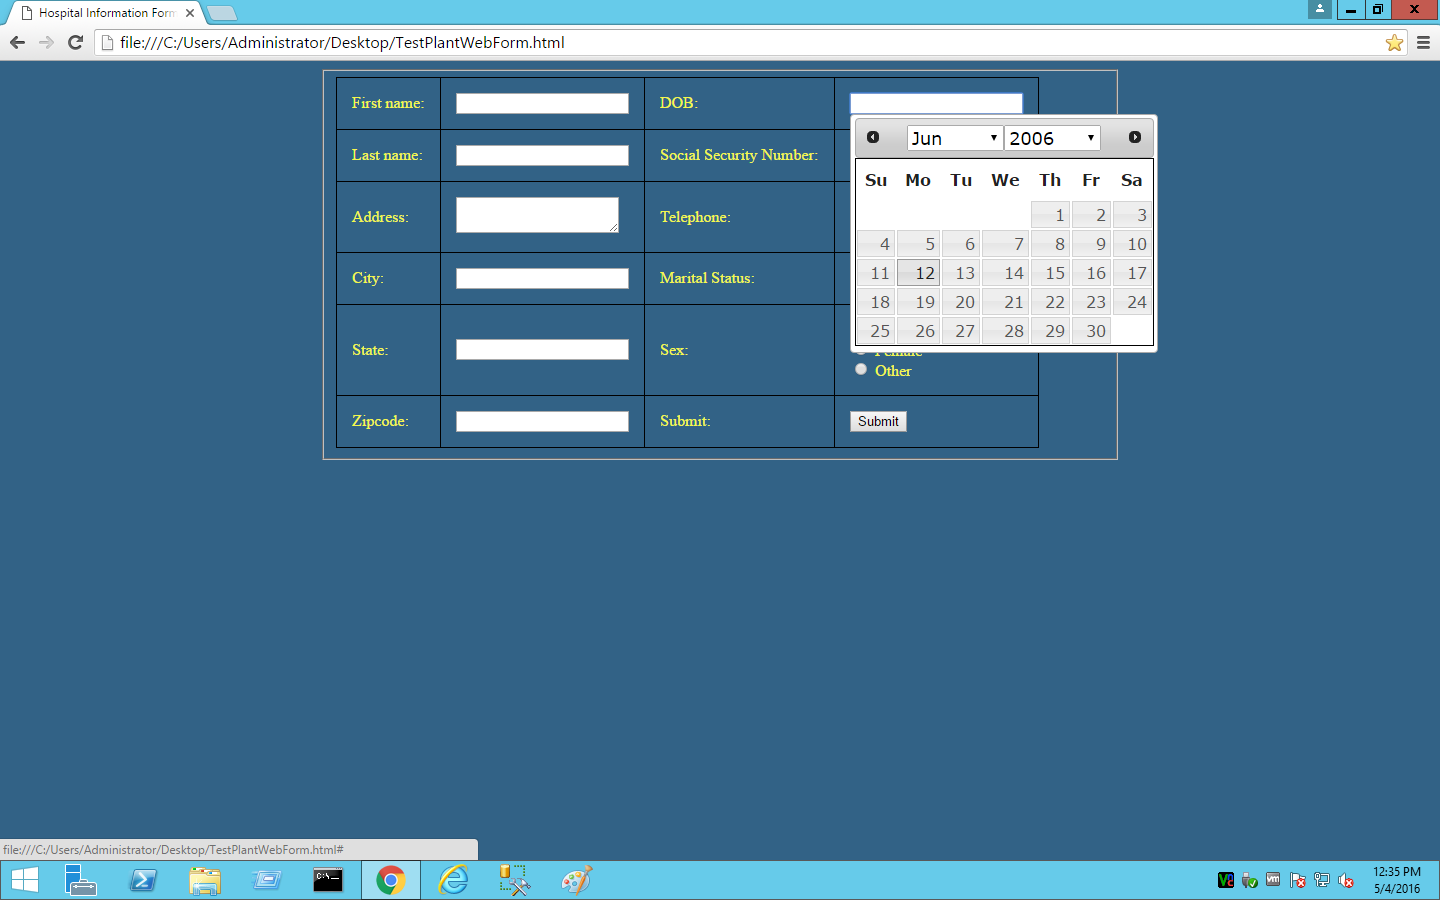 Hospital Information Form
file:///C:/Users/Administrator/Desktop/TestPlantWebForm.html
First name: DOB:
Jun 2006
Last name: Social Security Number:
Su Mo Tu We Th Fr Sa
Address: Telephone:
1 2 3
4 5 6 7 8 9 10
City: Marital Status:
11 12 13 14 15 16 17
18 19 20 21 22 23 24
25 26 27 28 29 30
State: Sex:
Female
Other
Zipcode: Submit: Submit
file:///C:/Users/Administrator/Desktop/TestPlantWebForm.html#
C:\_
vm
12:35 PM
5/4/2016